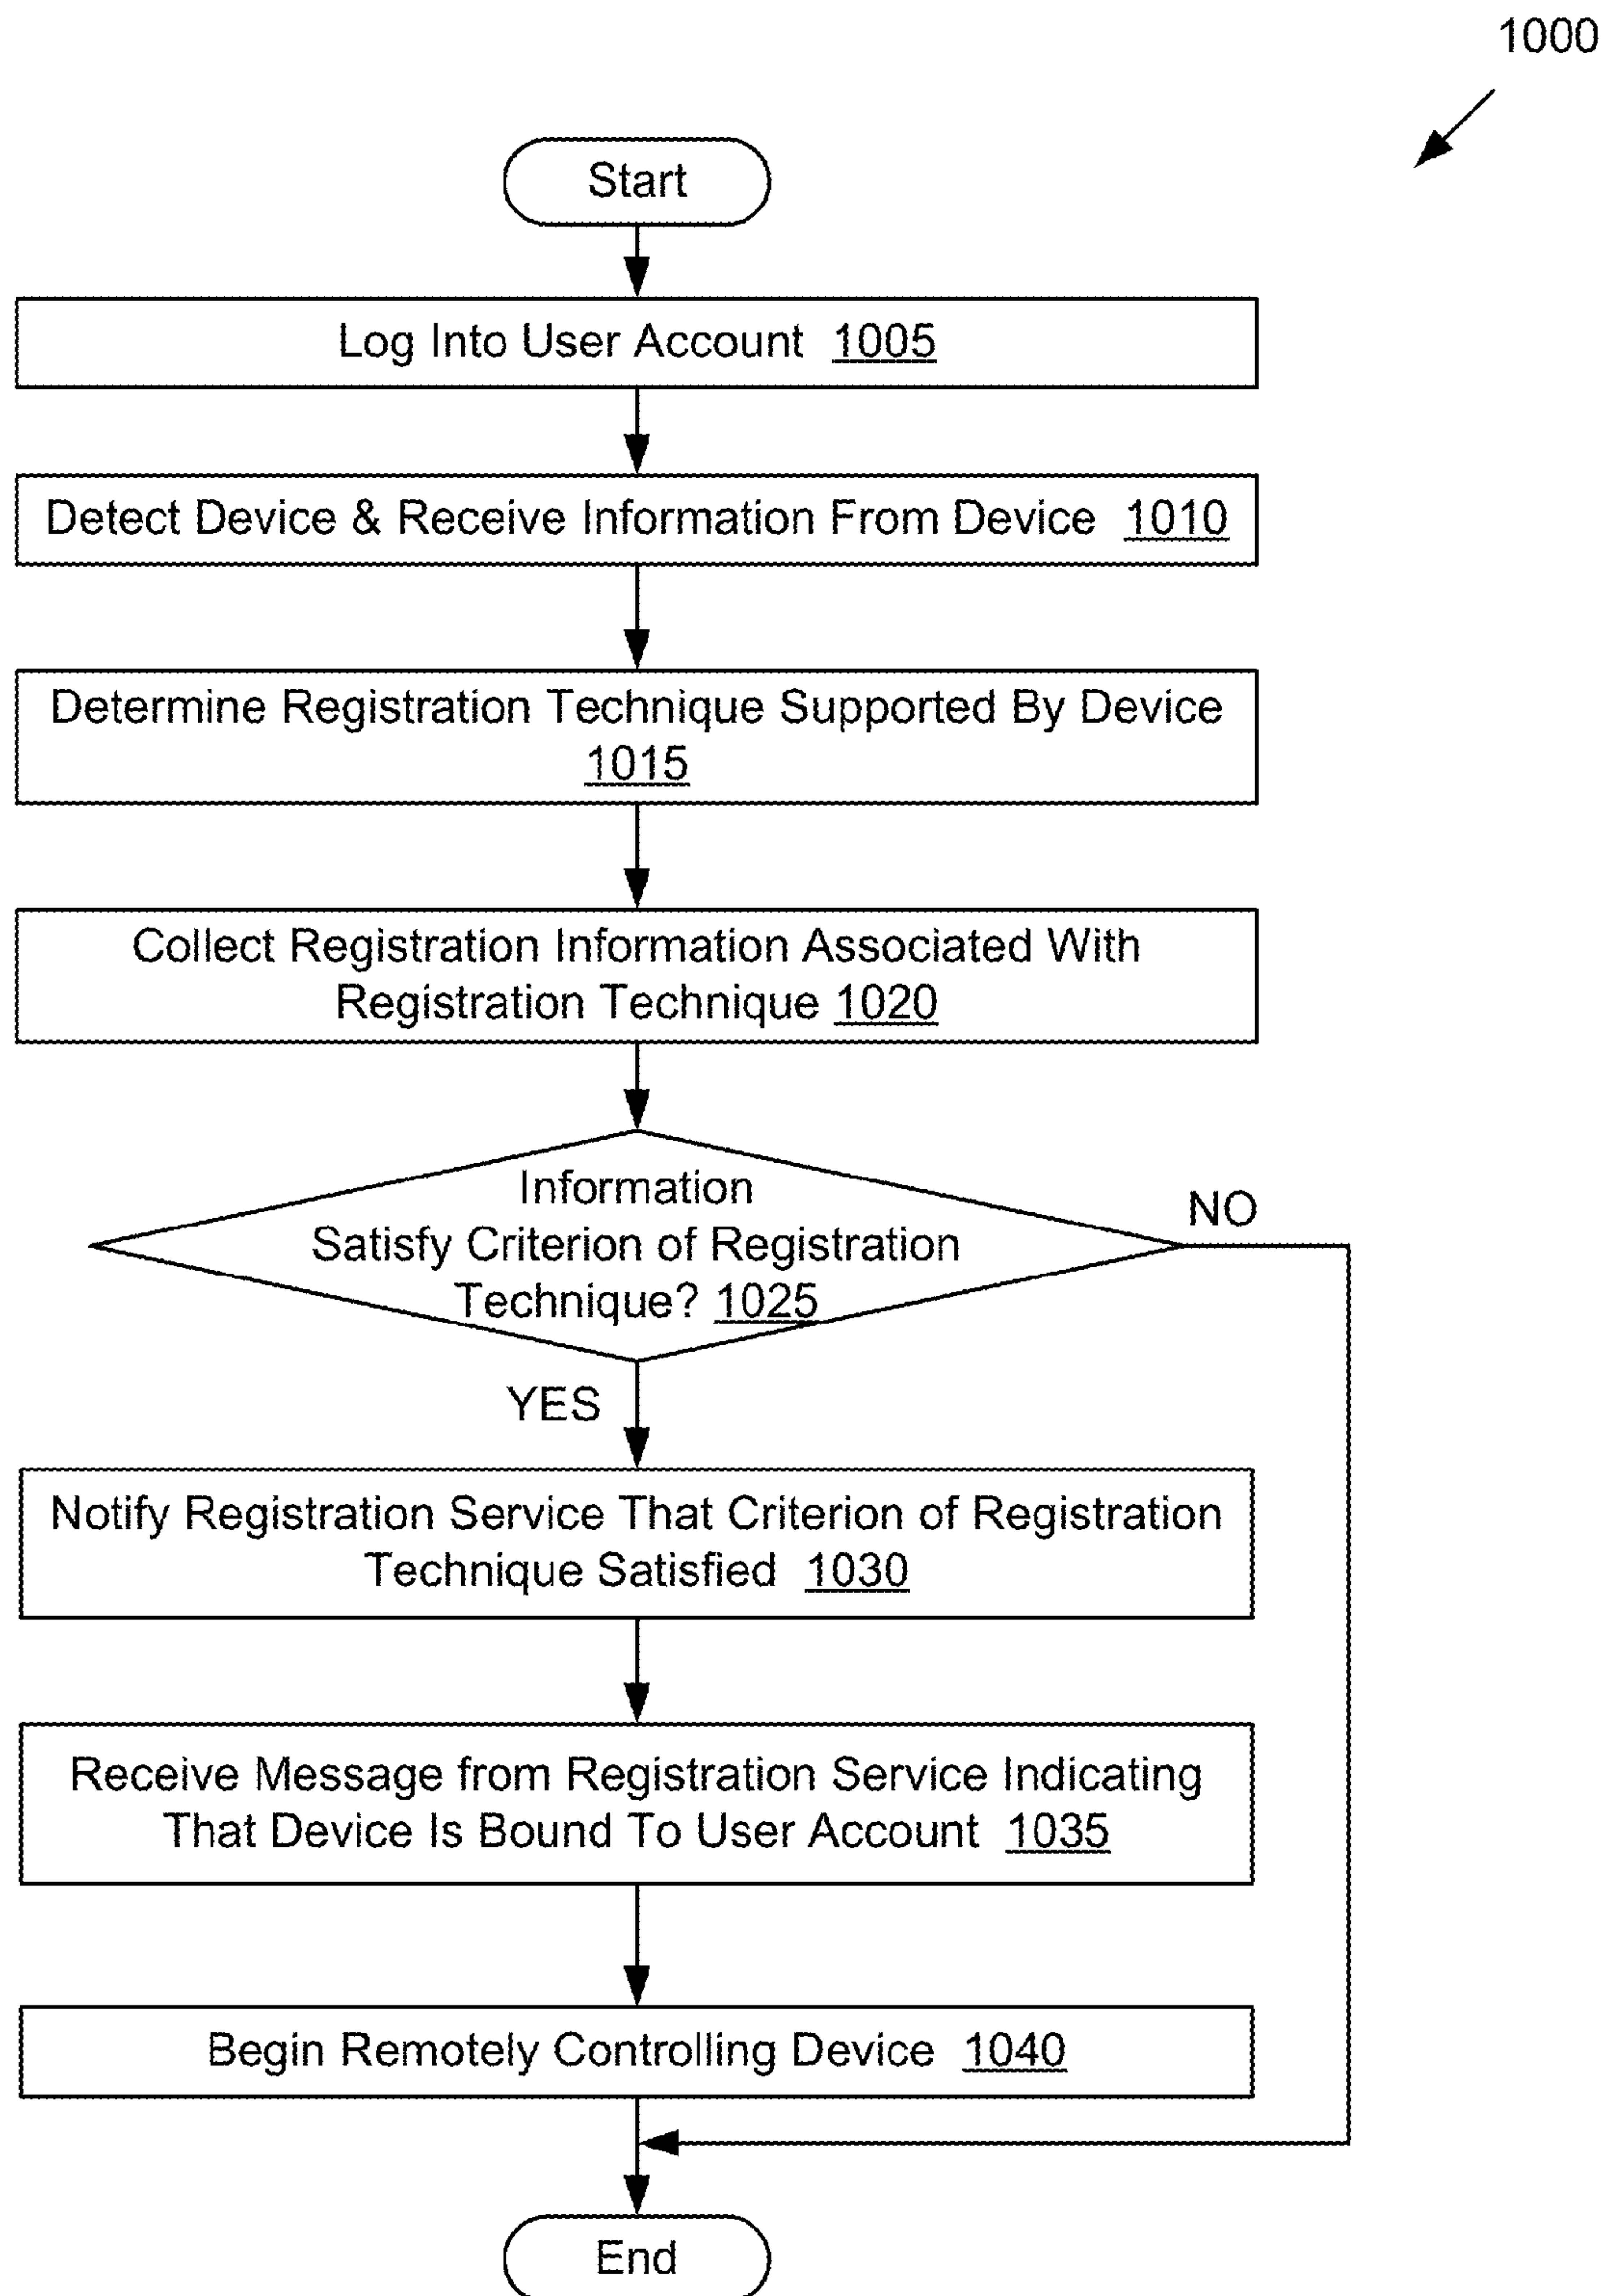 1000
Start
Log Into User Account 1005
Detect Device & Receive Information From Device 1010
Determine Registration Technique Supported By Device
1015
Collect Registration Information Associated With
Registration Technique 1020
Information
Satisfy Criterion of Registration
Technique? 1025
NO
YES
Notify Registration Service That Criterion of Registration
Technique Satisfied 1030
Receive Message from Registration Service Indicating
That Device Is Bound To User Account 1035
Begin Remotely Controlling Device 1040
End